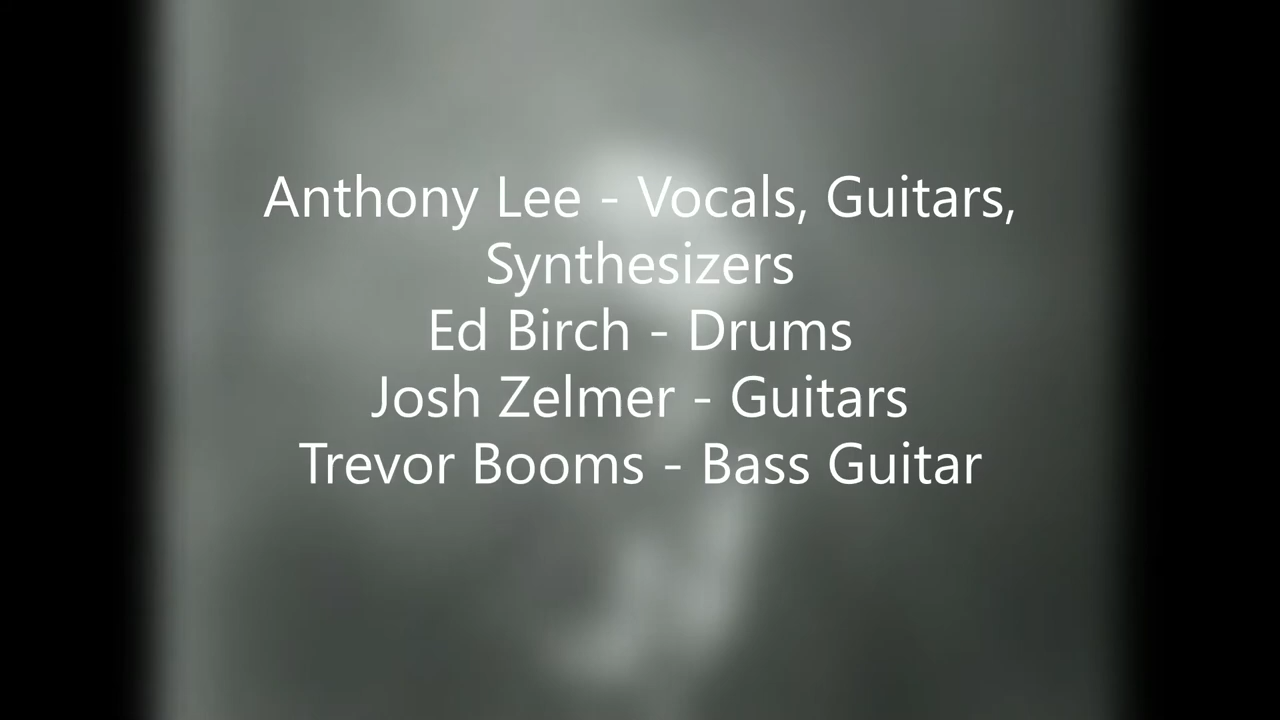 Anthony Lee - Vocals, Guitars,
Synthesizers
Ed Birch - Drums
Josh Zelmer - Guitars
Trevor Booms - Bass Guitar